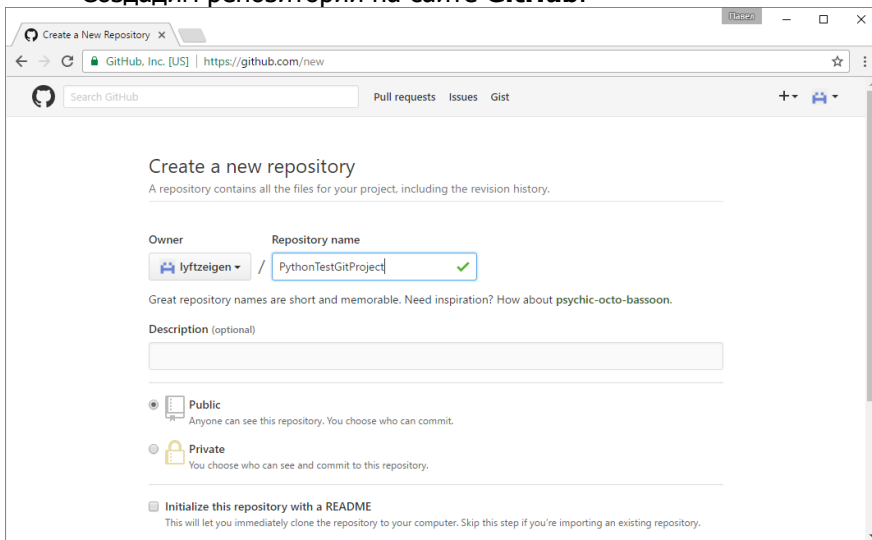 Создадим репозиторий на сайте GitHub.
Павел
Create a New Repository
GitHub, Inc. [US] | https://github.com/new
Search GitHub Pull requests Issues Gist
Create a new repository
A repository contains all the files for your project, including the revision history.
Owner Repository name
lyftzeigen / PythonTestGitProject
Great repository names are short and memorable. Need inspiration? How about psychic-octo-bassoon.
Description (optional)
Public
Anyone can see this repository. You choose who can commit.
Private
You choose who can see and commit to this repository.
Initialize this repository with a README
This will let you immediately clone the repository to your computer. Skip this step if you're importing an existing repository.